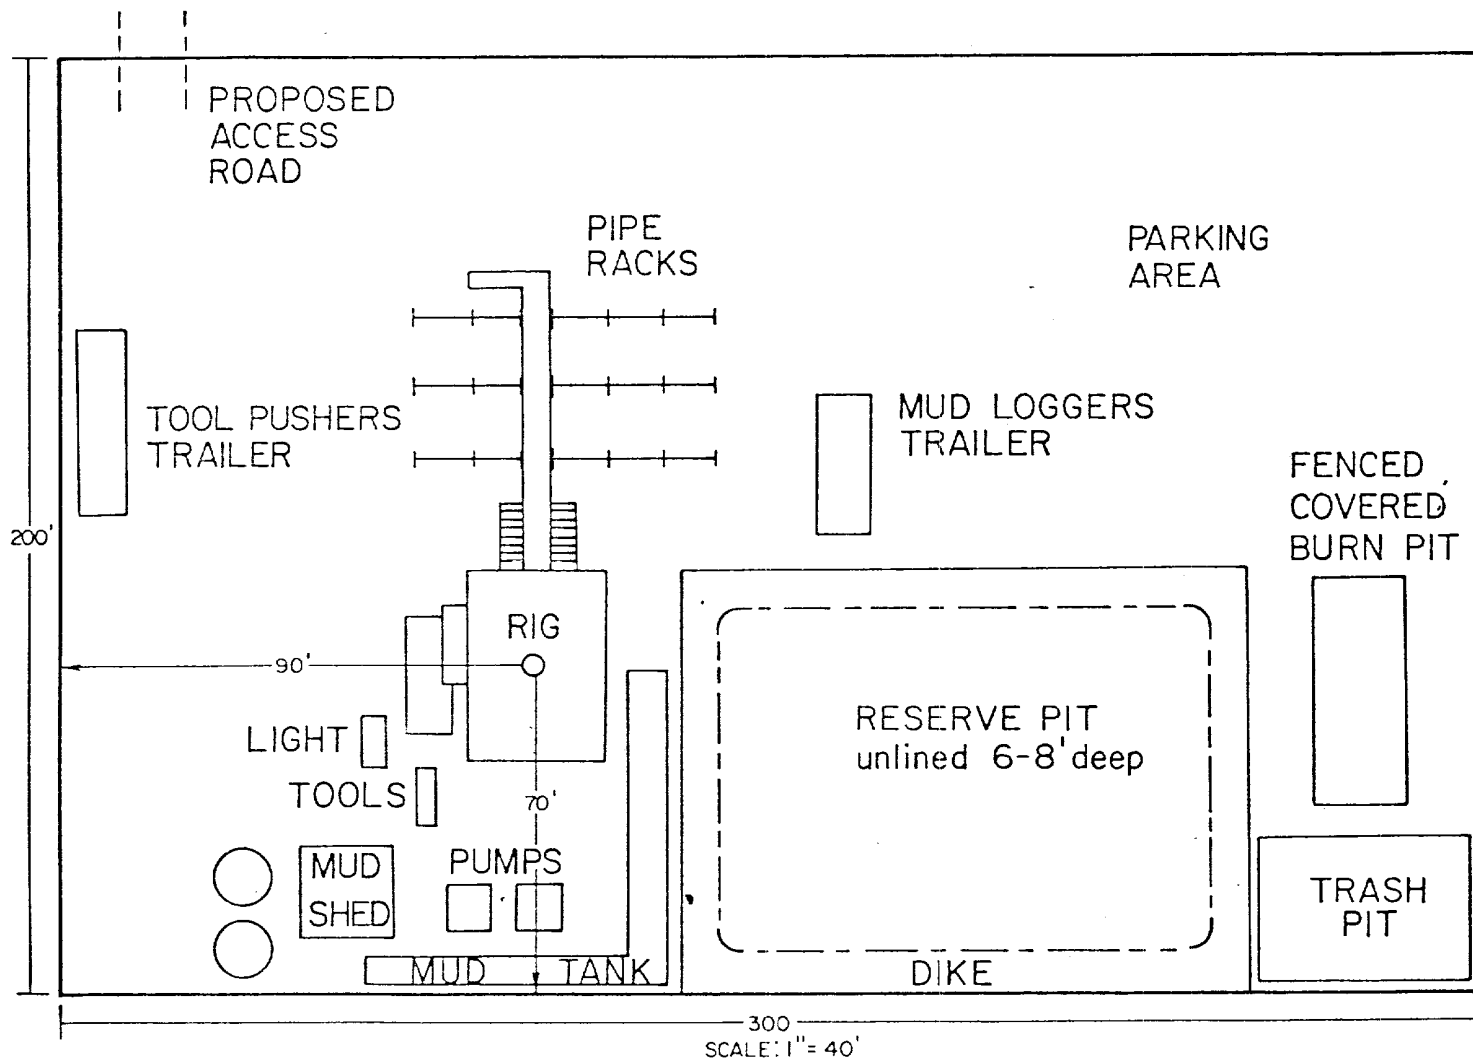 PROPOSED
ACCESS
ROAD
PIPE
RACKS
PARKING
AREA
TOOL PUSHERS
TRAILER
MUD LOGGERS
TRAILER
FENCED
COVERED
BURN PIT
200'
RIG
90'
RESERVE PIT
unlined 6-8' deep
LIGHT
TOOLS
70'
MUD
SHED
PUMPS
TRASH
PIT
MUD TANK
DIKE
300
SCALE: 1" = 40'